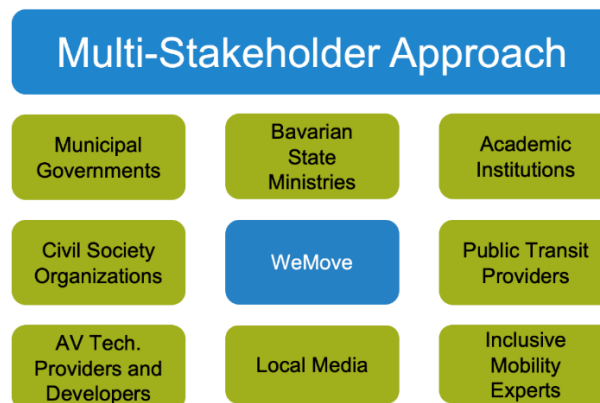 Multi-Stakeholder Approach
Municipal
Governments
Bavarian
State
Ministries
Academic
Institutions
Civil Society
Organizations
WeMove
Public Transit
Providers
AV Tech.
Providers and
Developers
Local Media
Inclusive
Mobility
Experts